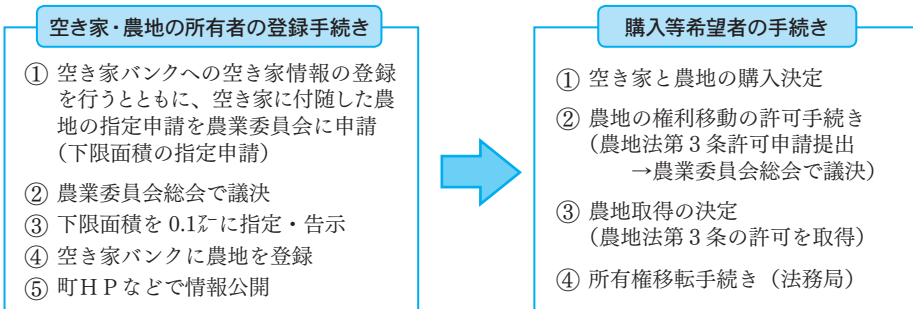 空き家・農地の所有者の登録手続き
① 空き家バンクへの空き家情報の登録
を行うとともに、空き家に付随した農
地の指定申請を農業委員会に申請
(下限面積の指定申請)
② 農業委員会総会で議決
③ 下限面積を 0.1㌃に指定・告示
④ 空き家バンクに農地を登録
⑤ 町ＨＰなどで情報公開
購入等希望者の手続き
① 空き家と農地の購入決定
② 農地の権利移動の許可手続き
(農地法第３条許可申請提出
→農業委員会総会で議決)
③ 農地取得の決定
(農地法第３条の許可を取得)
④ 所有権移転手続き（法務局）